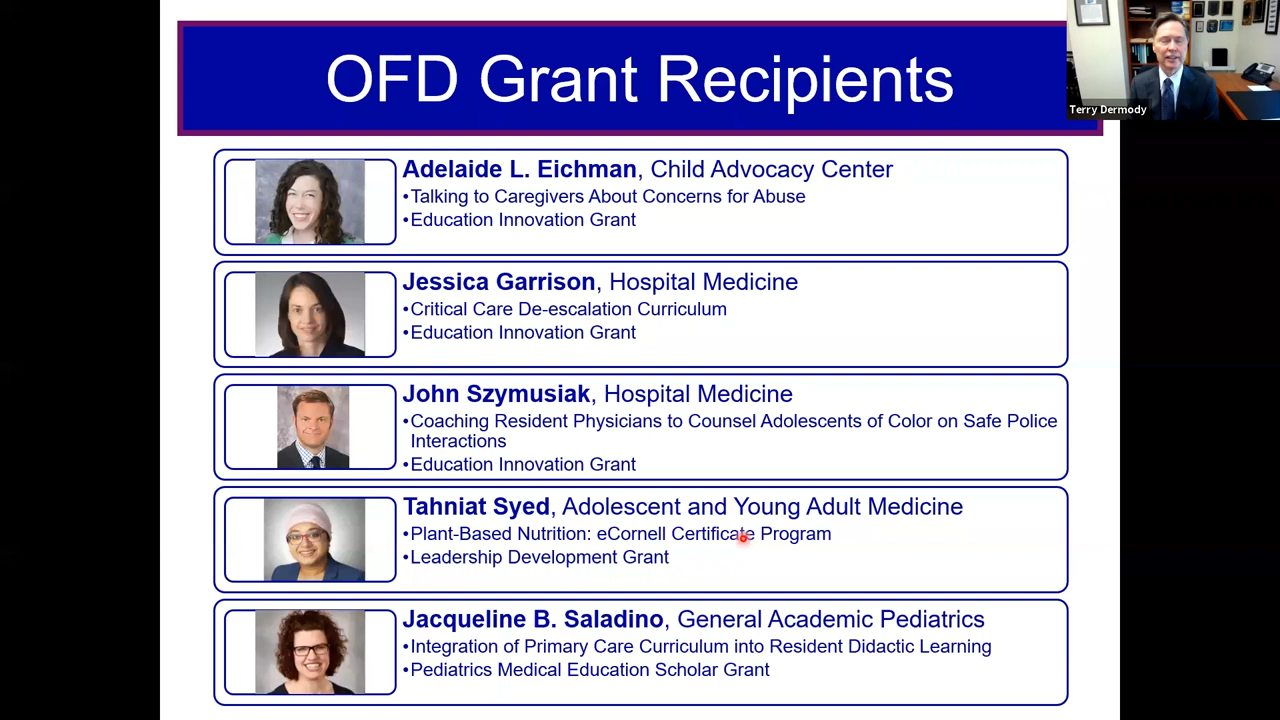 OFD Grant Recipients
Terry Dermody
Adelaide L. Eichman, Child Advocacy Center
•Talking to Caregivers About Concerns for Abuse
•Education Innovation Grant
Jessica Garrison, Hospital Medicine
•Critical Care De-escalation Curriculum
•Education Innovation Grant
John Szymusiak, Hospital Medicine
•Coaching Resident Physicians to Counsel Adolescents of Color on Safe Police
Interactions
•Education Innovation Grant
Tahniat Syed, Adolescent and Young Adult Medicine
•Plant-Based Nutrition: eCornell Certificate Program
•Leadership Development Grant
Jacqueline B. Saladino, General Academic Pediatrics
•Integration of Primary Care Curriculum into Resident Didactic Learning
•Pediatrics Medical Education Scholar Grant